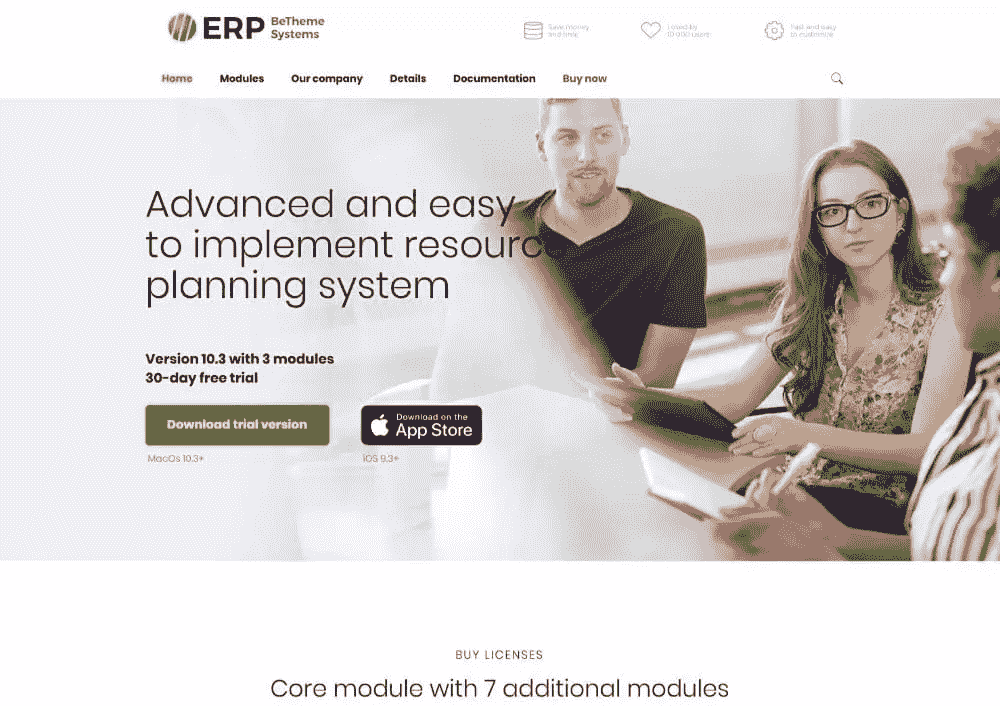 ERP
BeTheme
Systems
Save money
and time
Loved by
10 000 users
Fast and easy
to customize
Home Modules Our company Details Documentation Buy now
Advanced and easy
to implement resourc
planning system
Version 10.3 with 3 modules
30-day free trial
Download trial version
Download on the
App Store
MacOs 10.3+
iOS 9.3+
BUY LICENSES
Core module with 7 additional modules